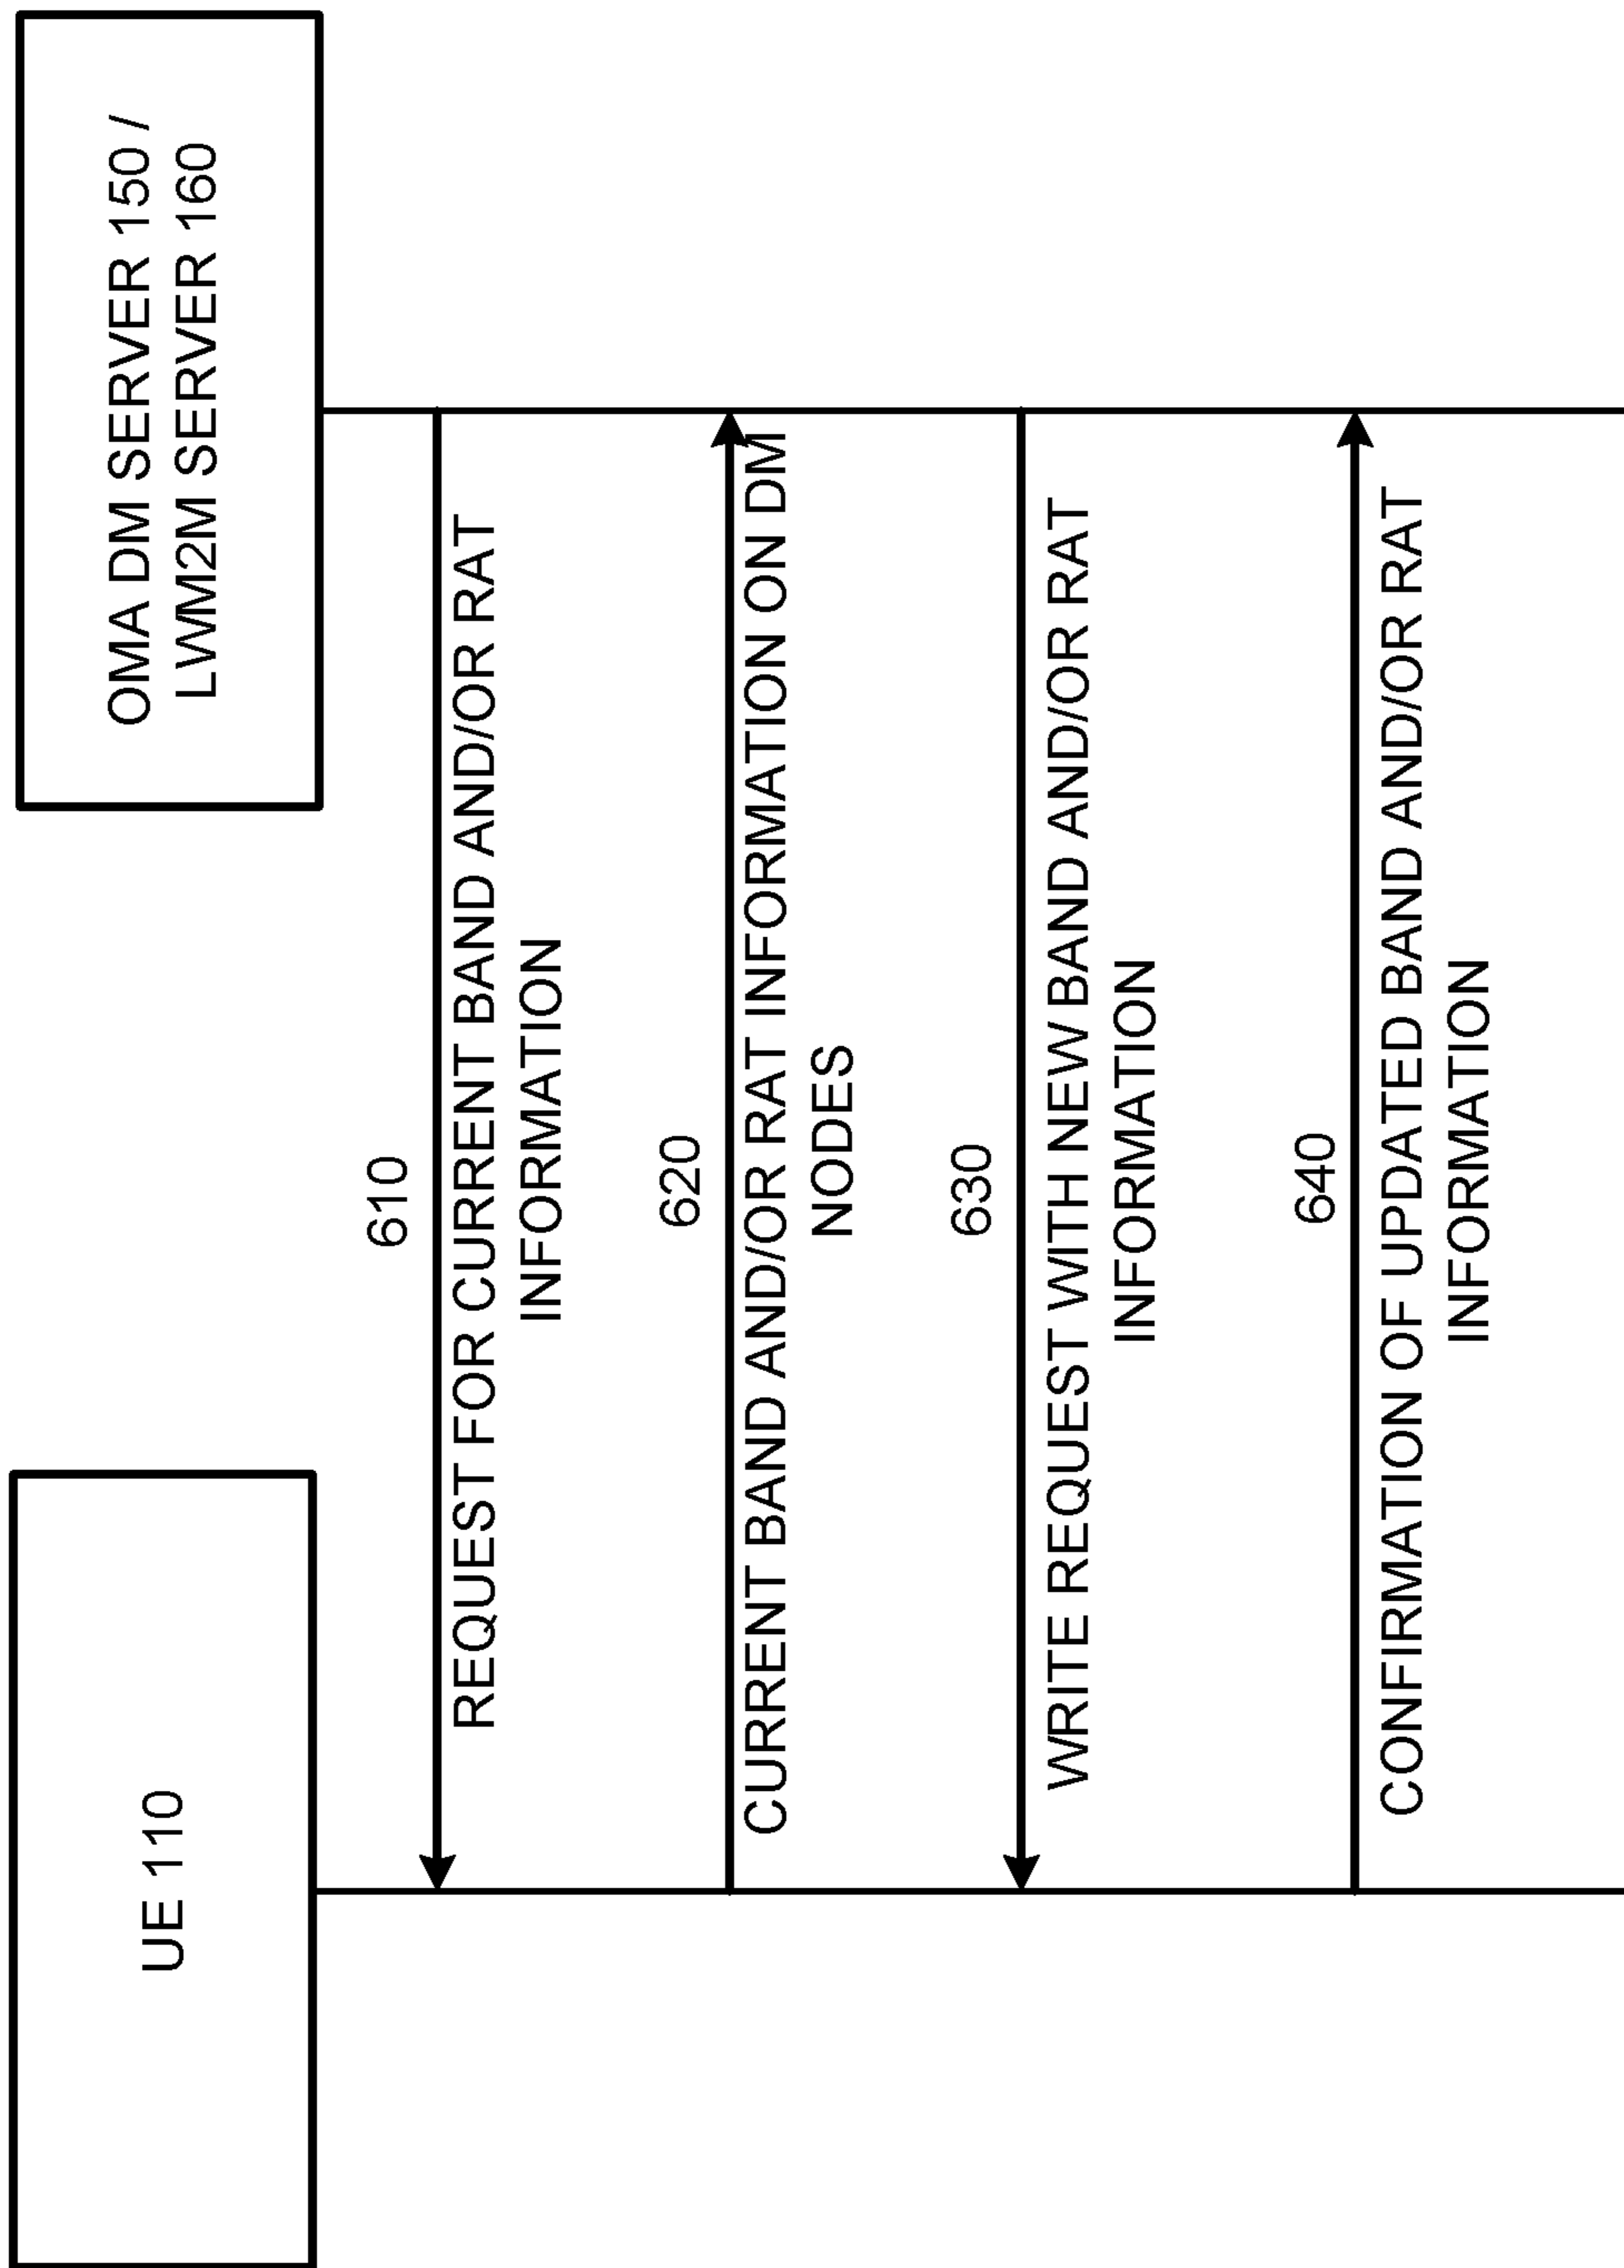 UE 110
OMA DM SERVER 150 /
LWM2M SERVER 160
610
REQUEST FOR CURRENT BAND AND/OR RAT
INFORMATION
620
CURRENT BAND AND/OR RAT INFORMATION ON DM
NODES
630
WRITE REQUEST WITH NEW BAND AND/OR RAT
INFORMATION
640
CONFIRMATION OF UPDATED BAND AND/OR RAT
INFORMATION